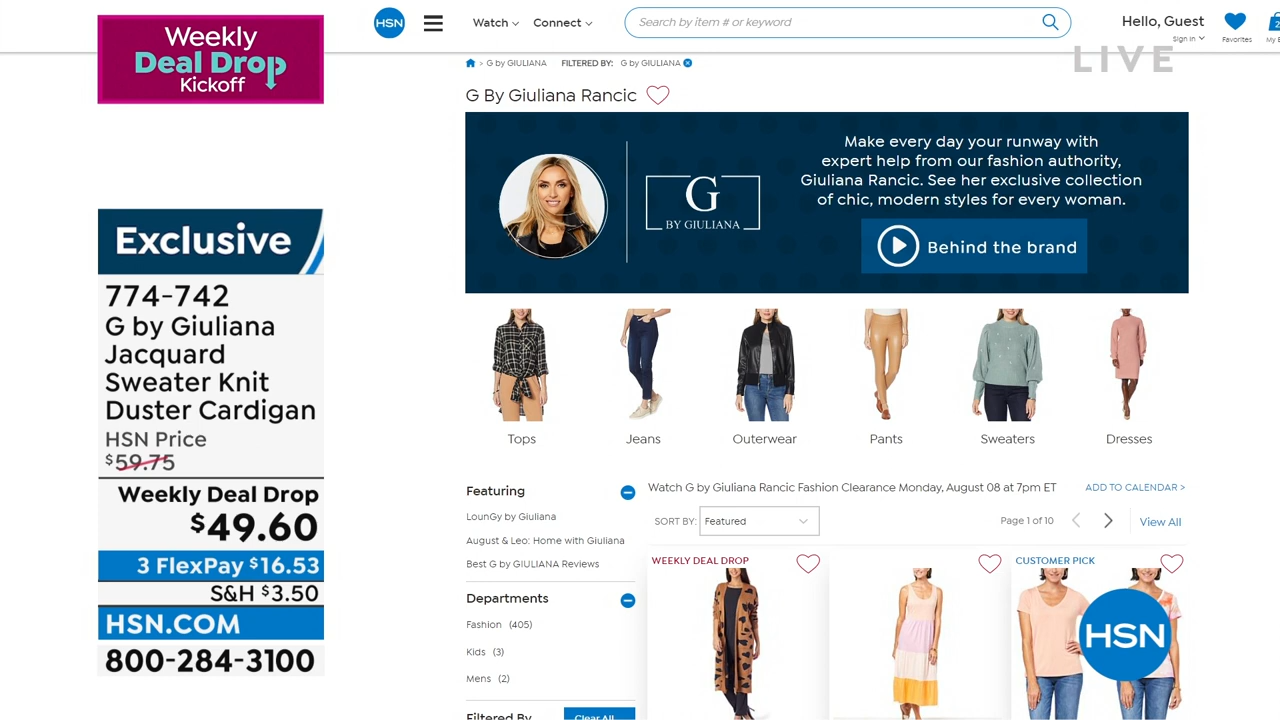 Weekly
Deal Drop
Kickoff
Exclusive
774-742
G by Giuliana
Jacquard
Sweater Knit
Duster Cardigan
HSN Price
$59.75
Weekly Deal Drop
$49.60
3 FlexPay $16.53
S&H $3.50
HSN.COM
800-284-3100
HSN
Watch
Connect
Search by item # or keyword
Hello, Guest
Sign In
Favorites
LIVE
> G by GIULIANA FILTERED BY: G by GIULIANA
G By Giuliana Rancic
G
BY GIULIANA
Make every day your runway with
expert help from our fashion authority,
Giuliana Rancic. See her exclusive collection
of chic, modern styles for every woman.
Behind the brand
Tops
Jeans
Outerwear
Pants
Sweaters
Dresses
Featuring
LounGy by Giuliana
August & Leo: Home with Giuliana
Best G by GIULIANA Reviews
Departments
Fashion (405)
Kids (3)
Mens (2)
Filtered By
Clear All
Watch G by Giuliana Rancic Fashion Clearance Monday, August 08 at 7pm ET
ADD TO CALENDAR >
SORT BY: Featured
Page 1 of 10
View All
WEEKLY DEAL DROP
CUSTOMER PICK
HSN